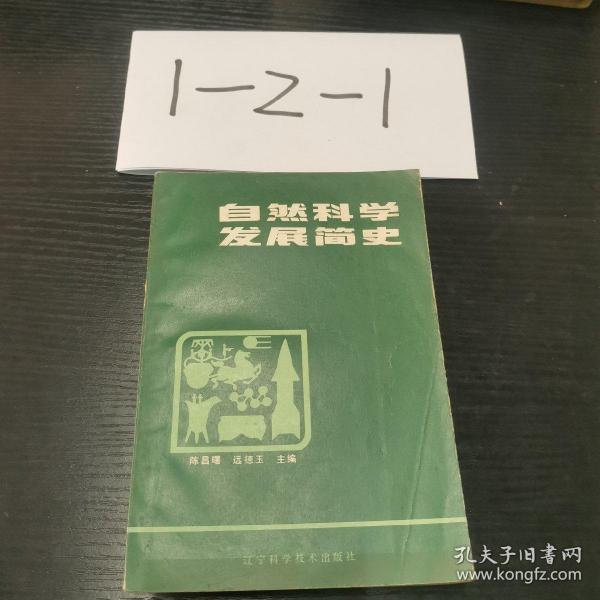 1-2-1
自然科学
发展简史
陈昌曙 远德玉 主编
辽宁科学技术出版社
孔夫子旧书网
www.kongfz.com